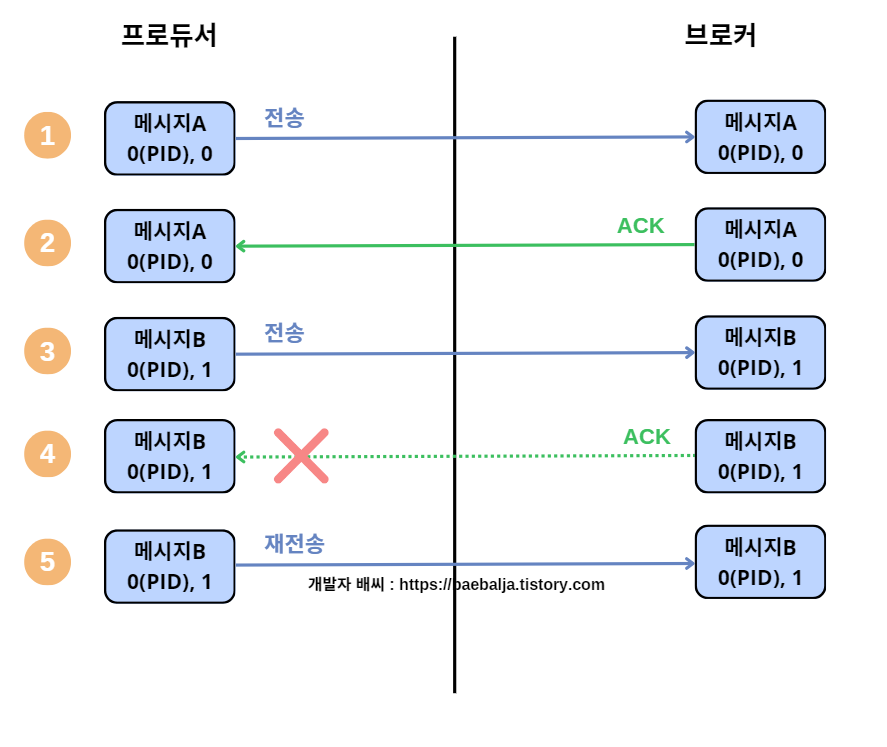 프로듀서
브로커
1
메시지A
0(PID), 0
전송
메시지A
0(PID), 0
2
메시지A
0(PID), 0
ACK
메시지A
0(PID), 0
3
메시지B
0(PID), 1
전송
메시지B
0(PID), 1
4
메시지B
0(PID), 1
ACK
메시지B
0(PID), 1
5
메시지B
0(PID), 1
재전송
메시지B
0(PID), 1
개발자 배씨 : https://baebalja.tistory.com